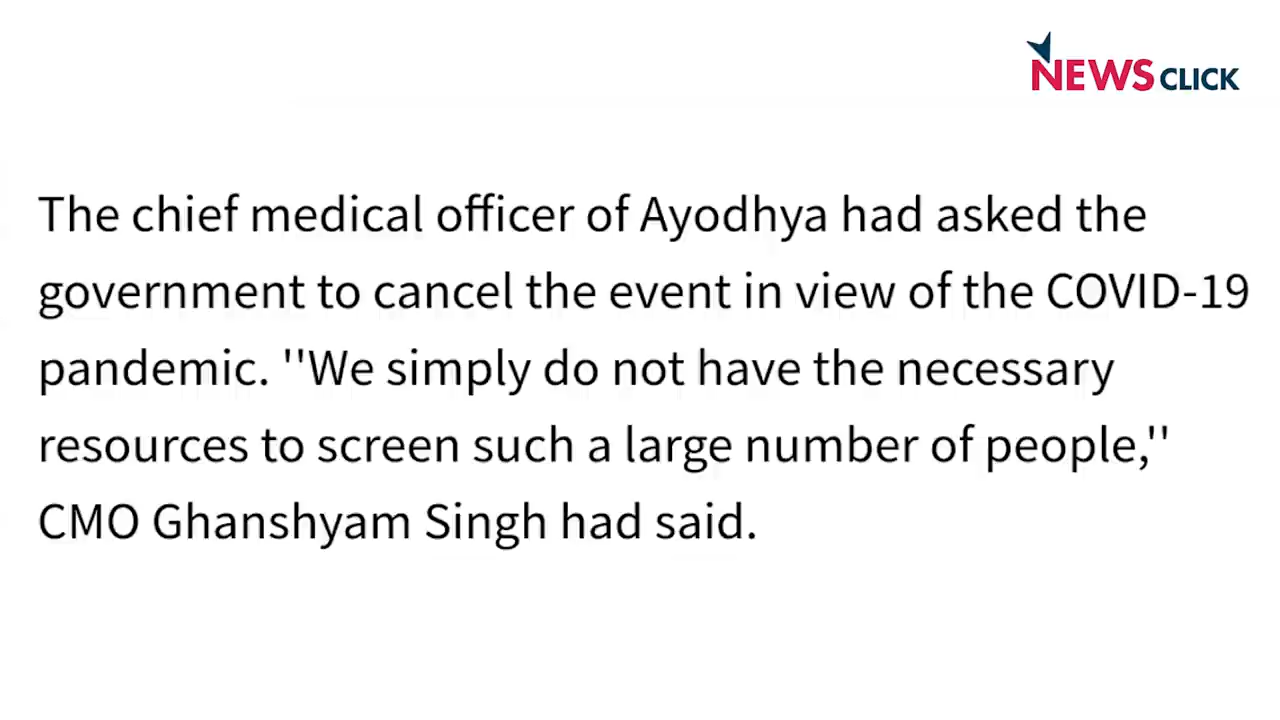 NEWS CLICK
The chief medical officer of Ayodhya had asked the
government to cancel the event in view of the COVID-19
pandemic. ''We simply do not have the necessary
resources to screen such a large number of people,''
CMO Ghanshyam Singh had said.